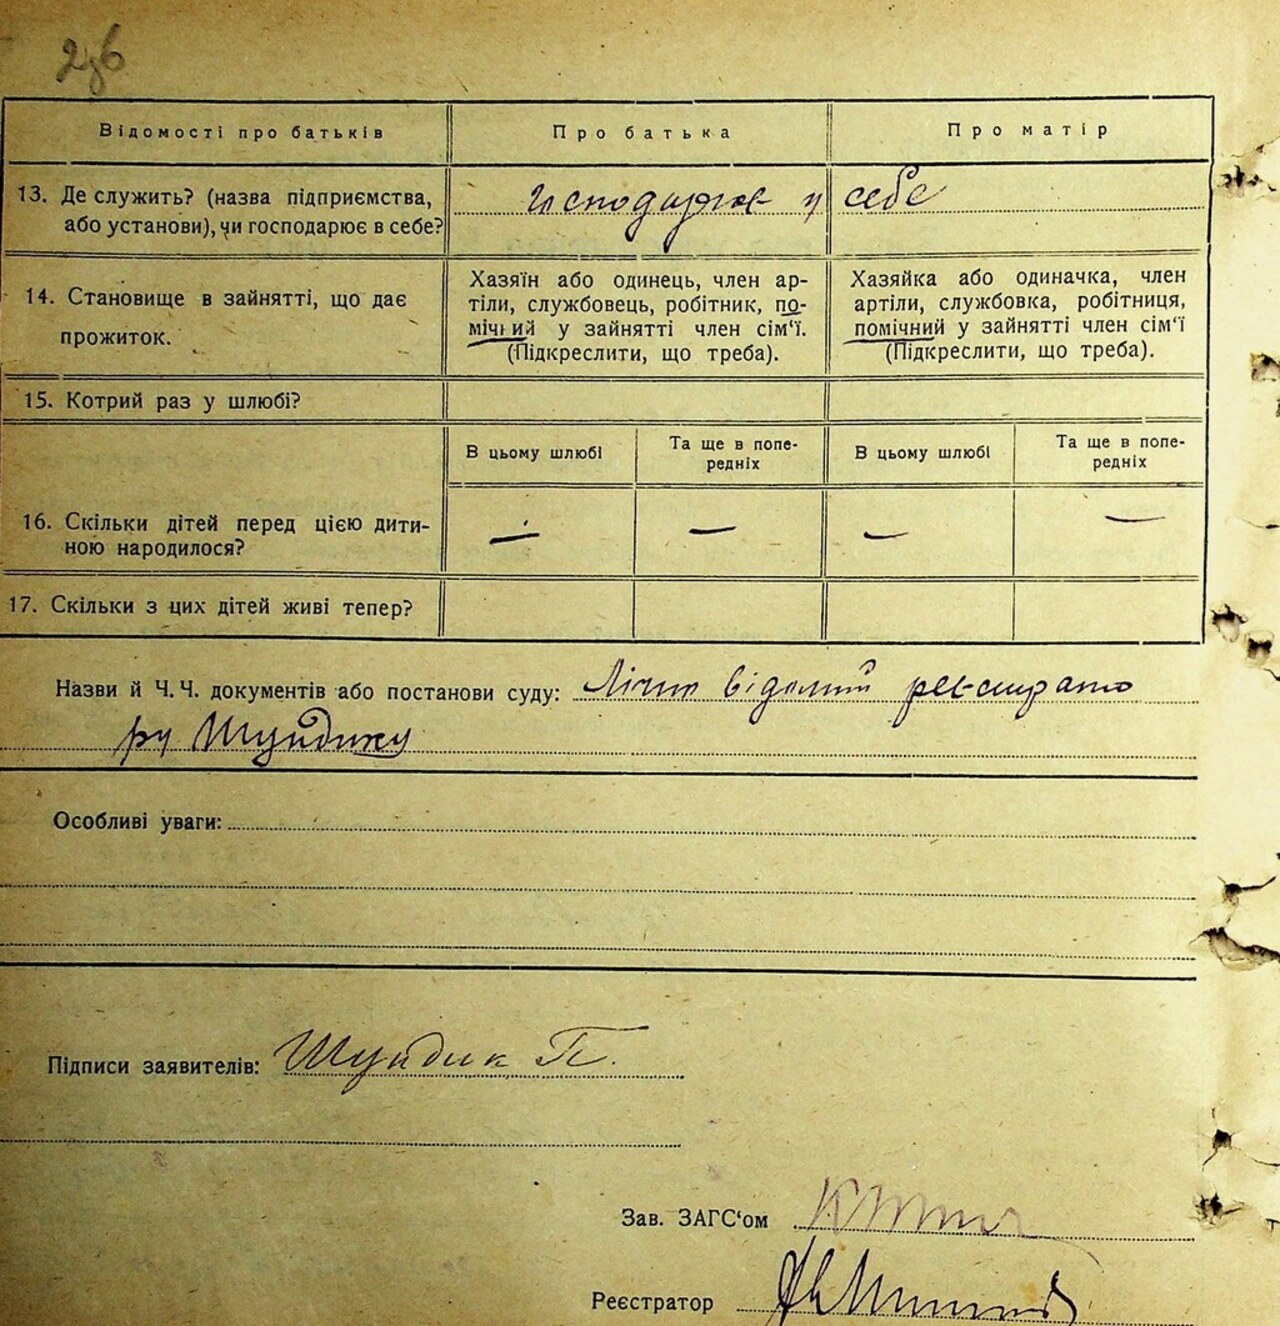 Відомості про батьків
Про батька
Про матір
13. Де служить? (назва підприємства,
або установи), чи господарює в себе?
Господарює у себе
14. Становище в зайнятті, що дає
прожиток.
Хазяїн або одинець, член ар-
тіли, службовець, робітник, по-
мічний у зайнятті член сім'ї.
(Підкреслити, що треба).
Хазяйка або одиначка, член
артіли, службовка, робітниця,
помічний у зайнятті член сім'ї
(Підкреслити, що треба).
15. Котрий раз у шлюбі?
В цьому шлюбі
Та ще в попе-
редніх
В цьому шлюбі
Та ще в попе-
редніх
16. Скільки дітей перед цією дити-
ною народилося?
— — — —
17. Скільки з цих дітей живі тепер?
Назви й Ч. Ч. документів або постанови суду: Лічно відомий
ру Шундику
Особливі уваги:
Підписи заявителів: Шундик П.
Зав. ЗАГС'ом
Реєстратор